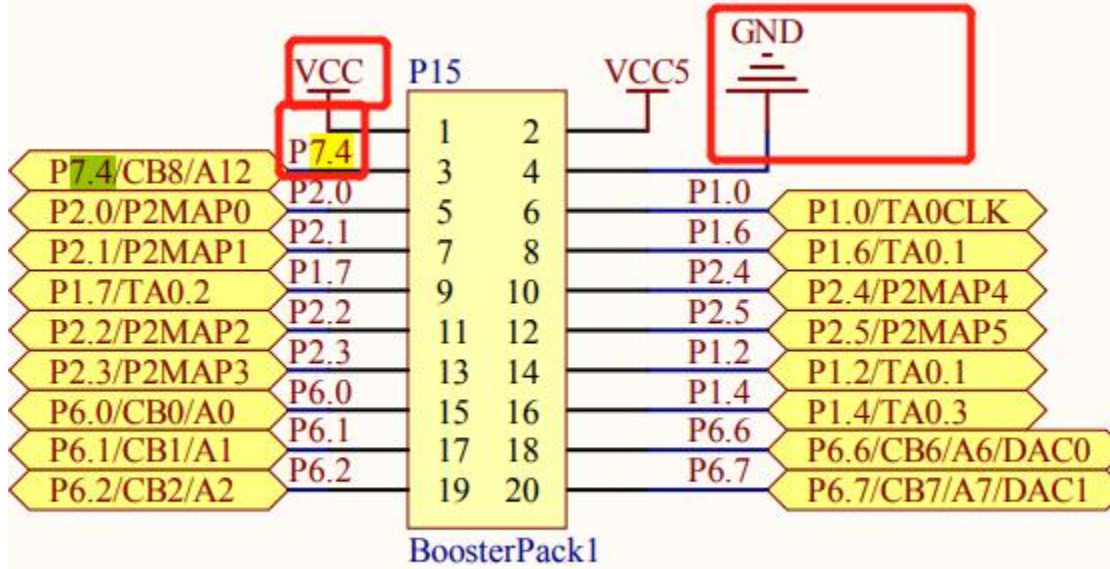 GND
VCC P15 VCC5
1 2
P7.4
P7.4/CB8/A12 3 4
P2.0 P1.0
P2.0/P2MAP0 5 6 P1.0/TA0CLK
P2.1 P1.6
P2.1/P2MAP1 7 8 P1.6/TA0.1
P1.7 P2.4
P1.7/TA0.2 9 10 P2.4/P2MAP4
P2.2 P2.5
P2.2/P2MAP2 11 12 P2.5/P2MAP5
P2.3 P1.2
P2.3/P2MAP3 13 14 P1.2/TA0.1
P6.0 P1.4
P6.0/CB0/A0 15 16 P1.4/TA0.3
P6.1 P6.6
P6.1/CB1/A1 17 18 P6.6/CB6/A6/DAC0
P6.2 P6.7
P6.2/CB2/A2 19 20 P6.7/CB7/A7/DAC1
BoosterPack1